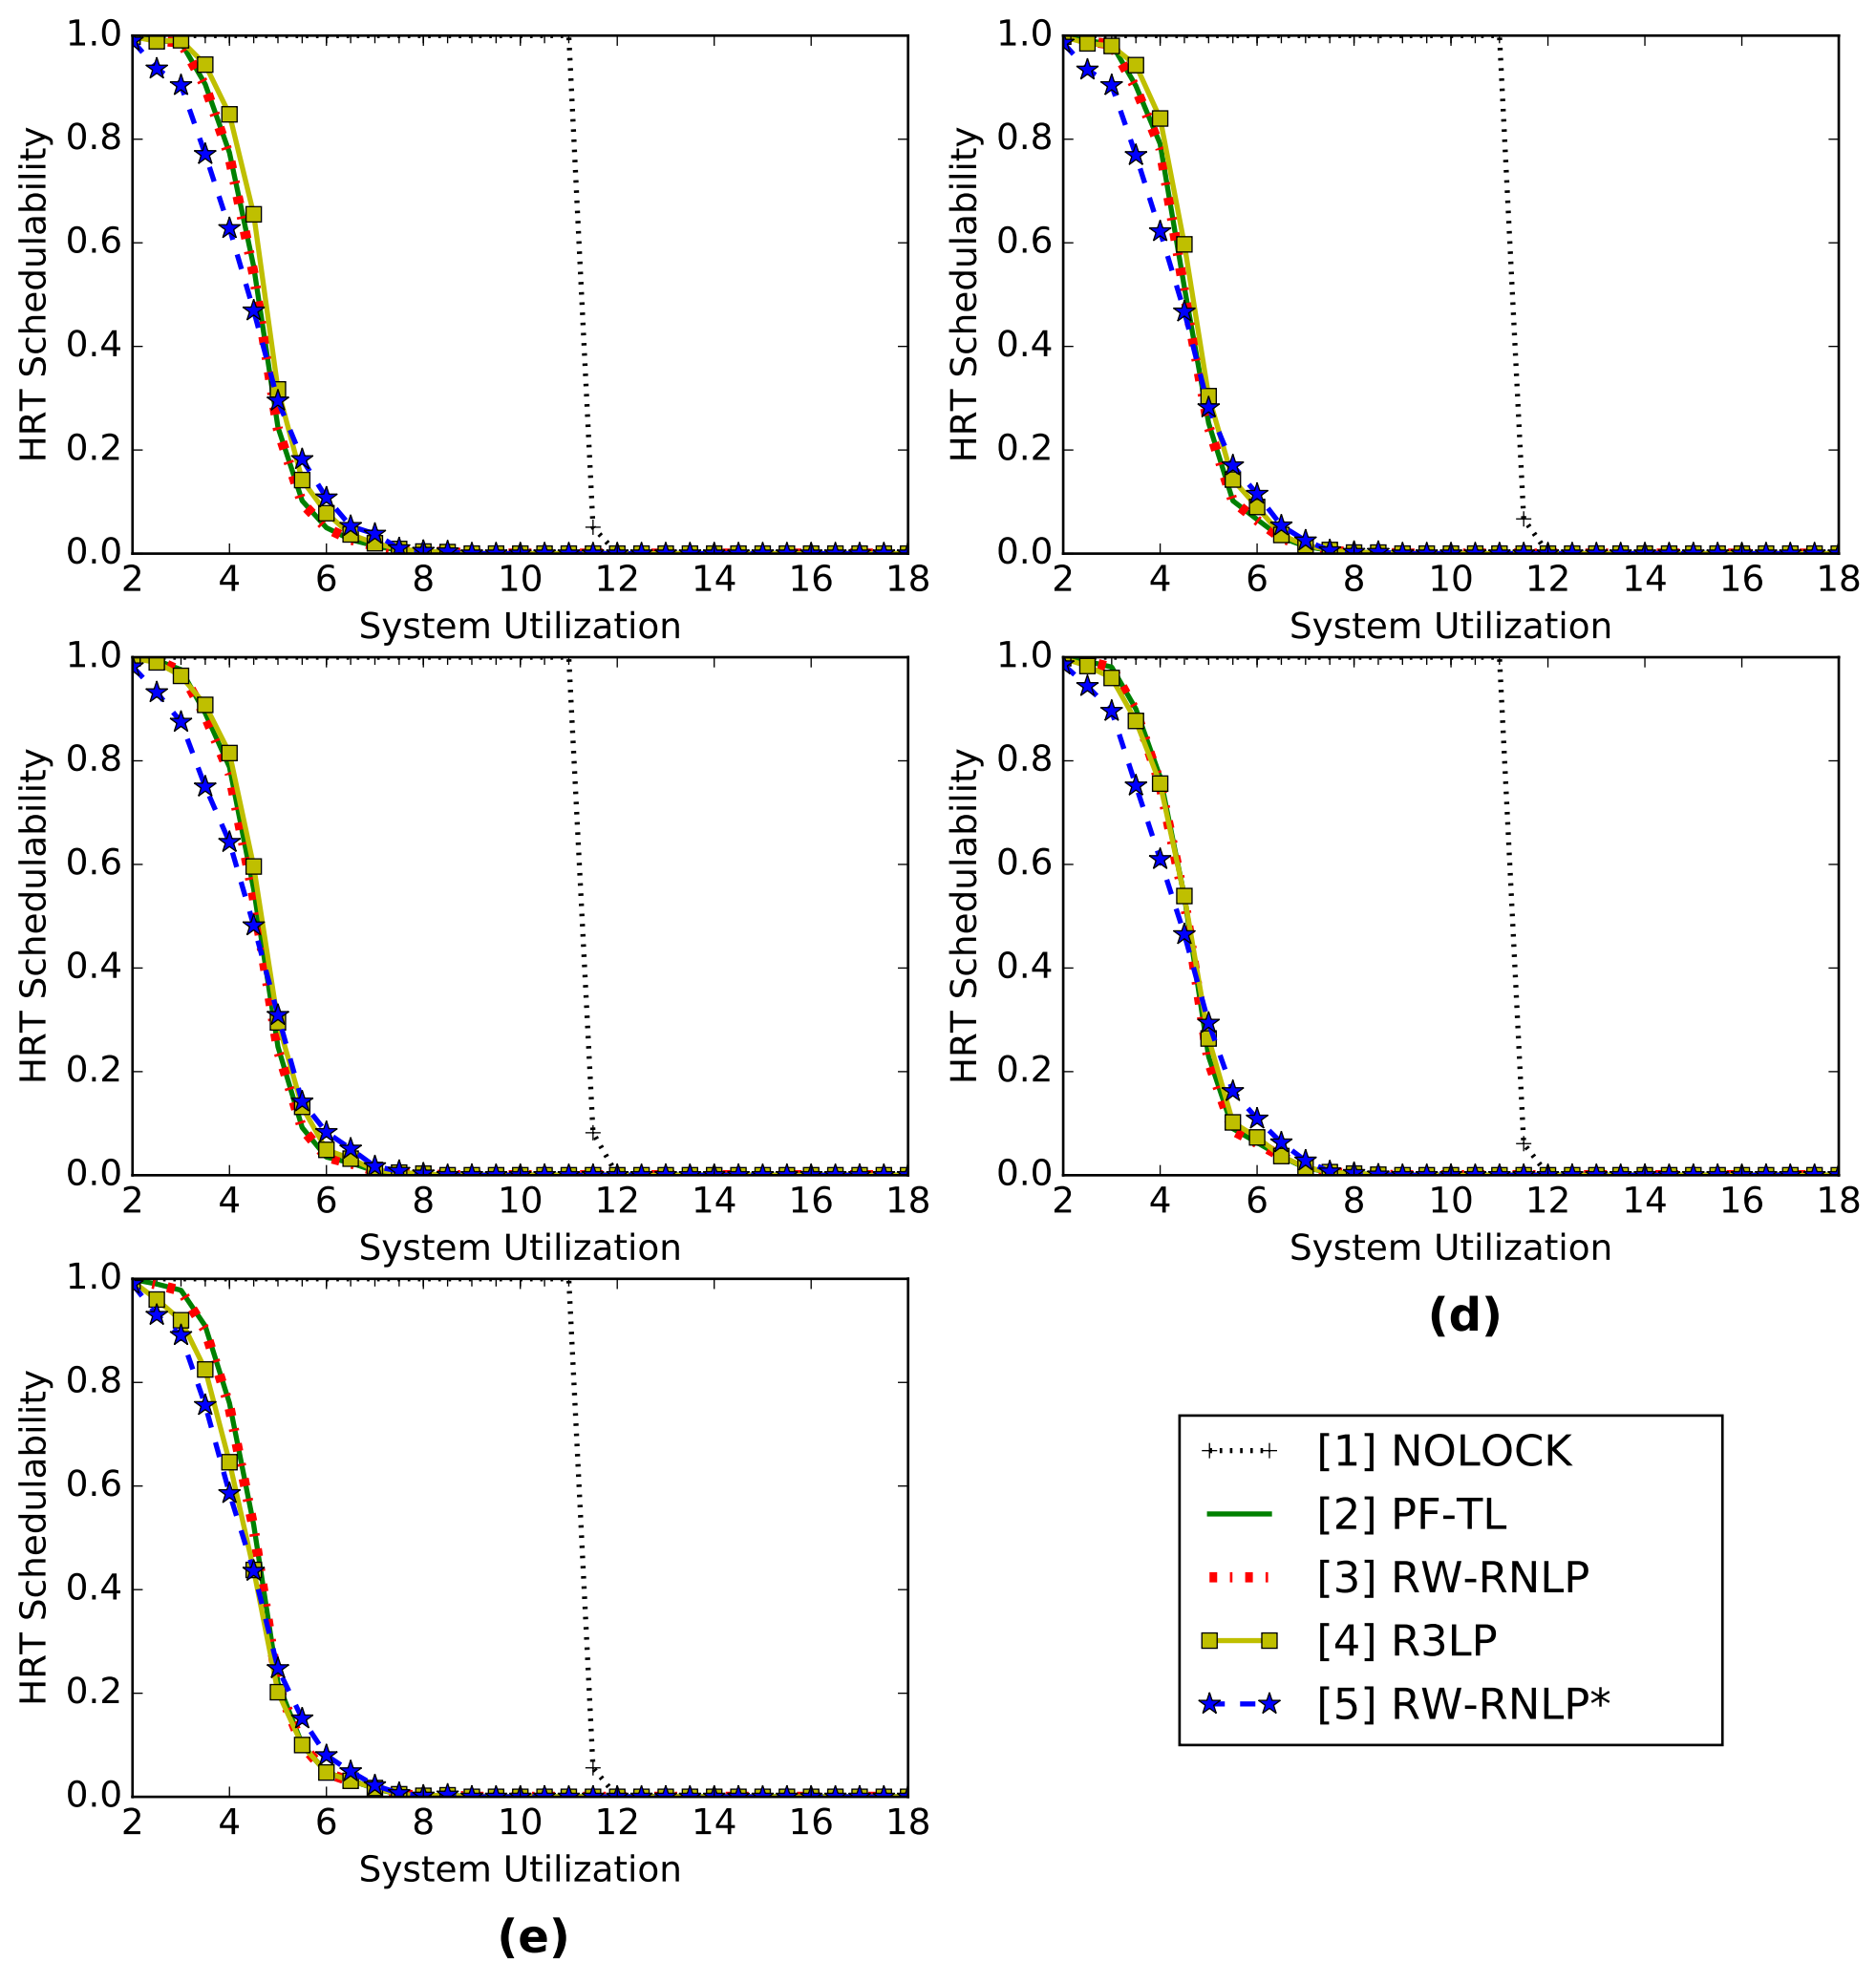 1.0
0.8
0.6
0.4
0.2
0.0
HRT Schedulability
2 4 6 8 10 12 14 16 18
System Utilization
1.0
0.8
0.6
0.4
0.2
0.0
HRT Schedulability
2 4 6 8 10 12 14 16 18
System Utilization
1.0
0.8
0.6
0.4
0.2
0.0
HRT Schedulability
2 4 6 8 10 12 14 16 18
System Utilization
1.0
0.8
0.6
0.4
0.2
0.0
HRT Schedulability
2 4 6 8 10 12 14 16 18
System Utilization
(d)
1.0
0.8
0.6
0.4
0.2
0.0
HRT Schedulability
2 4 6 8 10 12 14 16 18
System Utilization
(e)
[1] NOLOCK
[2] PF-TL
[3] RW-RNLP
[4] R3LP
[5] RW-RNLP*